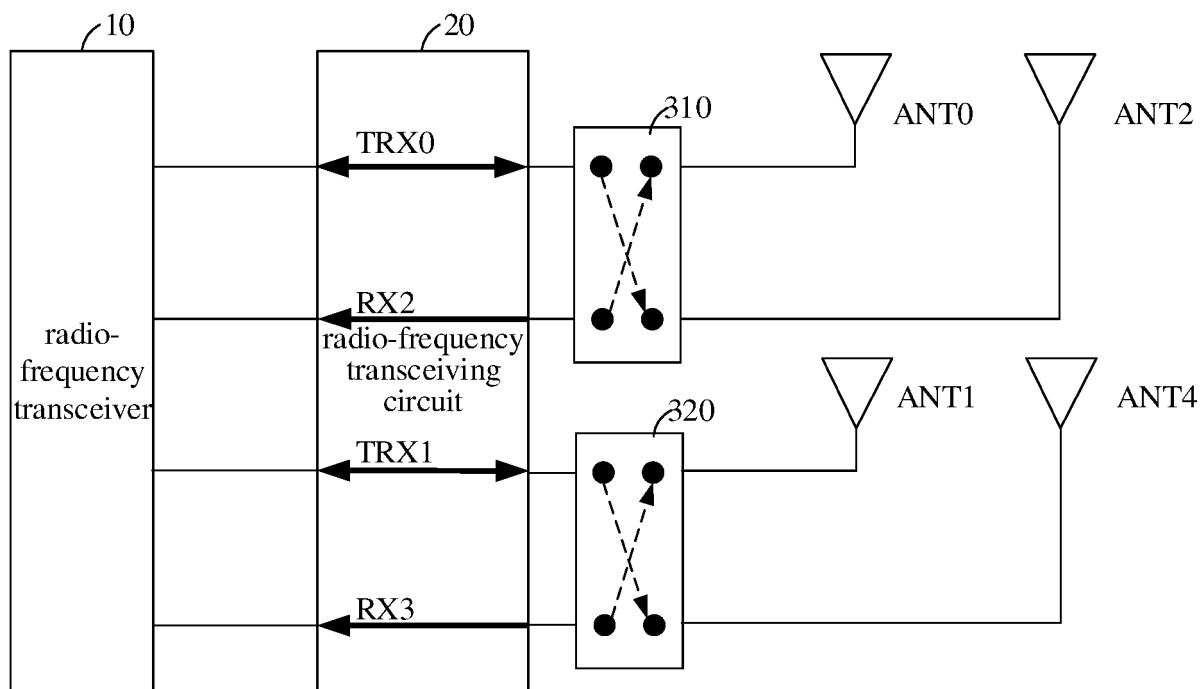 10
20
310
ANT0
ANT2
TRX0
RX2
radio-
frequency
transceiver
radio-frequency
transceiving
circuit
ANT1
ANT4
320
TRX1
RX3